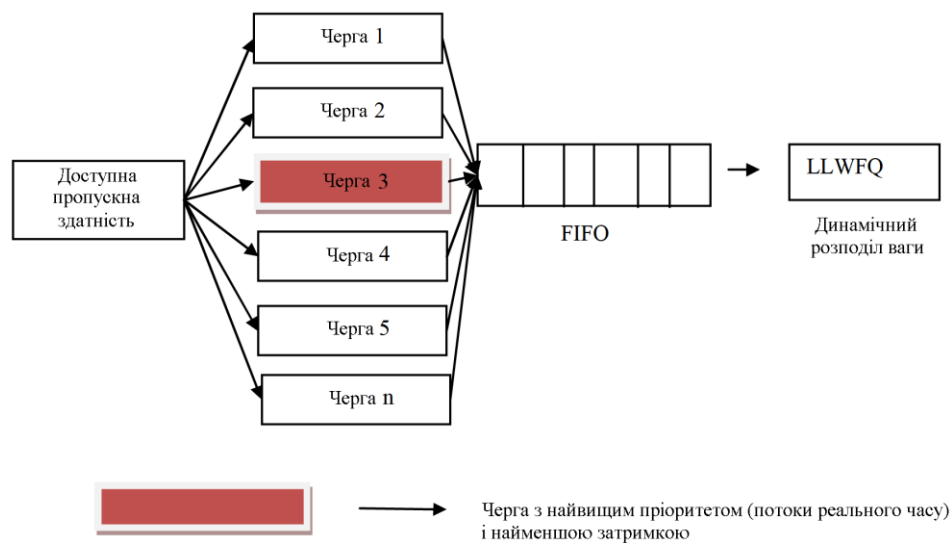 Черга 1
Черга 2
Черга 3
Черга 4
Черга 5
Черга n
Доступна
пропускна
здатність
FIFO
LLWFQ
Динамічний
розподіл ваги
Черга з найвищим пріоритетом (потоки реального часу)
і найменшою затримкою